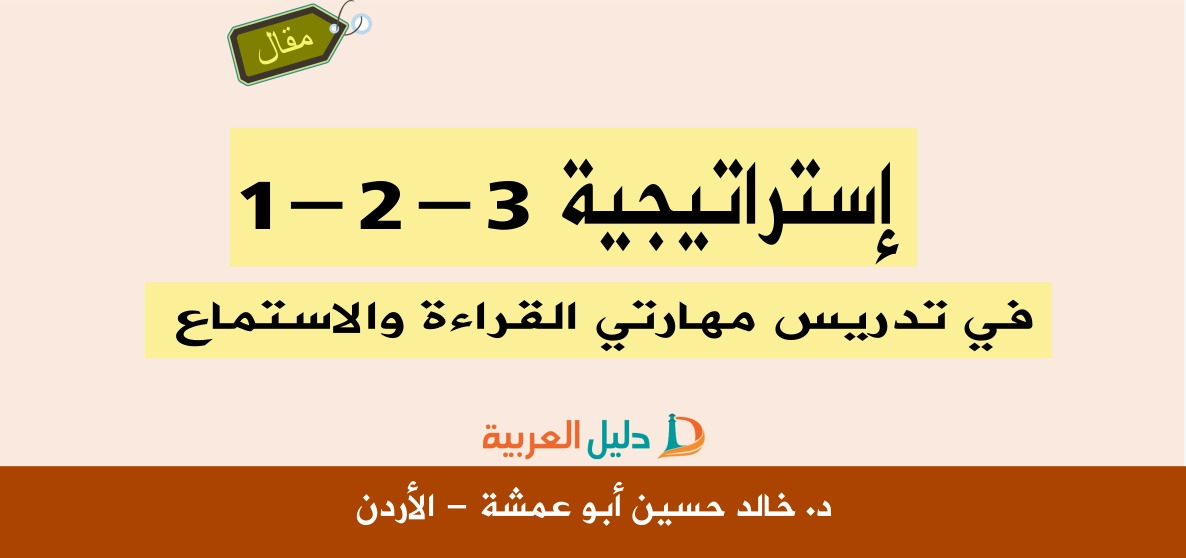 مقال
إستراتيجية 3 – 2 – 1
في تدريس مهارتي القراءة والاستماع
دليل العربية
د. خالد حسين أبو عمشة – الأردن